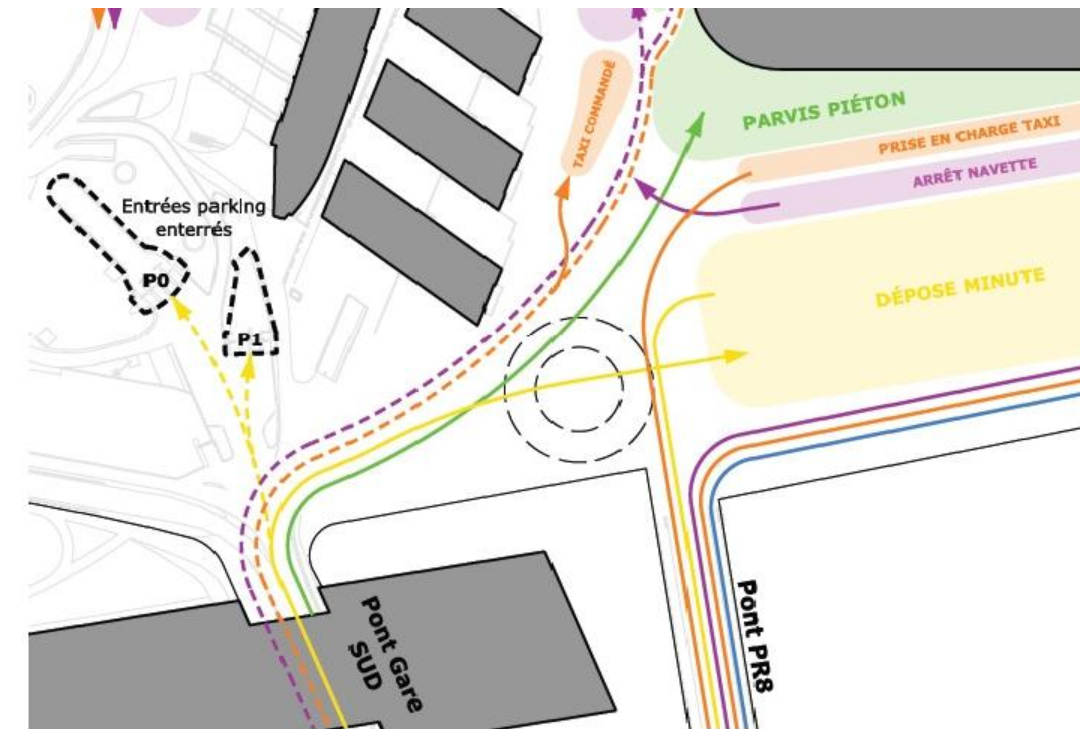 TAXI COMMANDÉ
PARVIS PIÉTON
PRISE EN CHARGE TAXI
ARRÊT NAVETTE
Entrées parking
enterrés
P0
P1
DÉPOSE MINUTE
Pont Gare
SUD
Pont PR8